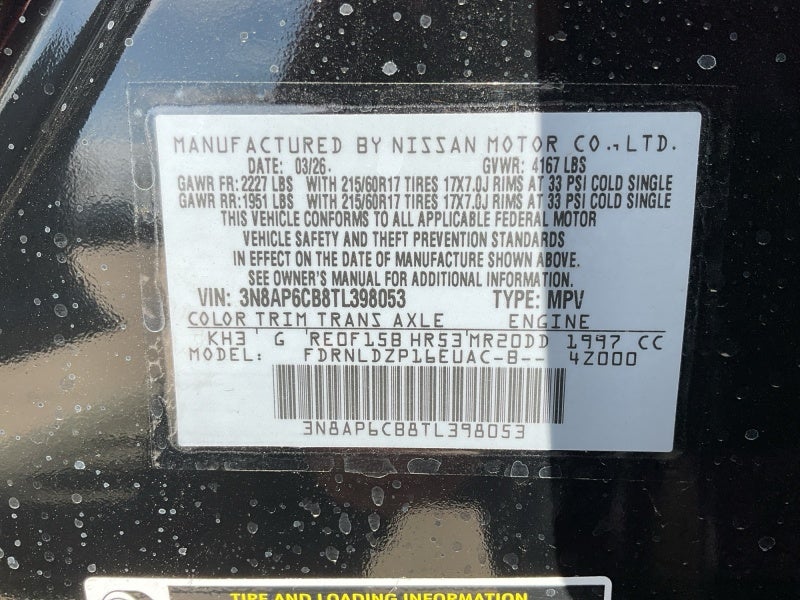 MANUFACTURED BY NISSAN MOTOR CO., LTD.
DATE: 03/26. GVWR: 4167 LBS
GAWR FR: 2227 LBS WITH 215/60R17 TIRES 17X7.0J RIMS AT 33 PSI COLD SINGLE
GAWR RR: 1951 LBS WITH 215/60R17 TIRES 17X7.0J RIMS AT 33 PSI COLD SINGLE
THIS VEHICLE CONFORMS TO ALL APPLICABLE FEDERAL MOTOR
VEHICLE SAFETY AND THEFT PREVENTION STANDARDS
IN EFFECT ON THE DATE OF MANUFACTURE SHOWN ABOVE.
SEE OWNER'S MANUAL FOR ADDITIONAL INFORMATION.
VIN: 3N8AP6CB8TL398053 TYPE: MPV
COLOR TRIM TRANS AXLE ENGINE
KH3 G RE0F15B HR53 MR20DD 1997 CC
MODEL: FDRNLDZP16EUAC-B-- 4Z000
3N8AP6CB8TL398053
TIRE AND LOADING INFORMATION